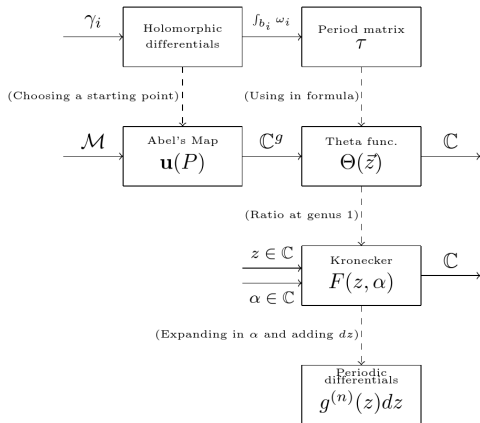 γ_i
Holomorphic
differentials
∫_{b_i} ω_i
Period matrix
τ
(Choosing a starting point)
(Using in formula)
ℳ
Abel's Map
u(P)
ℂ^g
Theta func.
Θ(z⃗)
ℂ
(Ratio at genus 1)
z ∈ ℂ
α ∈ ℂ
Kronecker
F(z, α)
ℂ
(Expanding in α and adding dz)
Periodic
differentials
g^{(n)}(z)dz